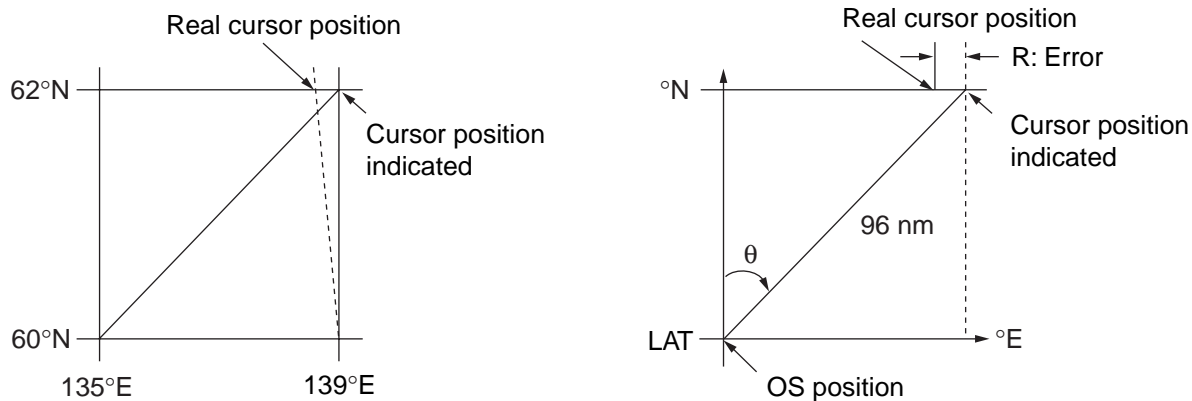 Real cursor position
62°N
Cursor position
indicated
60°N
135°E
139°E
Real cursor position
R: Error
°N
Cursor position
indicated
96 nm
θ
LAT
°E
OS position